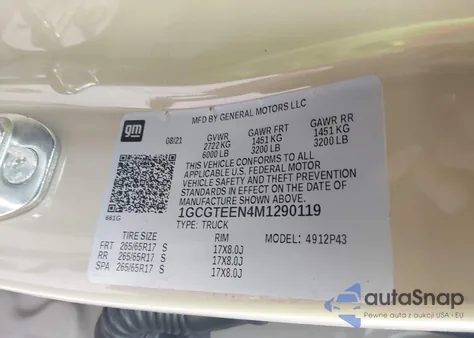 MFD BY GENERAL MOTORS LLC
gm
08/21
GVWR
2722 KG
6000 LB
GAWR FRT
1451 KG
3200 LB
GAWR RR
1451 KG
3200 LB
THIS VEHICLE CONFORMS TO ALL
APPLICABLE U.S. FEDERAL MOTOR
VEHICLE SAFETY AND THEFT PREVENTION
STANDARDS IN EFFECT ON THE DATE OF
MANUFACTURE SHOWN ABOVE.
661G
1GCGTEEN4M1290119
TYPE: TRUCK
MODEL: 4912P43
TIRE SIZE
RIM
FRT 265/65R17 S 17X8.0J
RR 265/65R17 S 17X8.0J
SPA 265/65R17 S 17X8.0J
autoSnap
Pewne auta z aukcji USA - EU